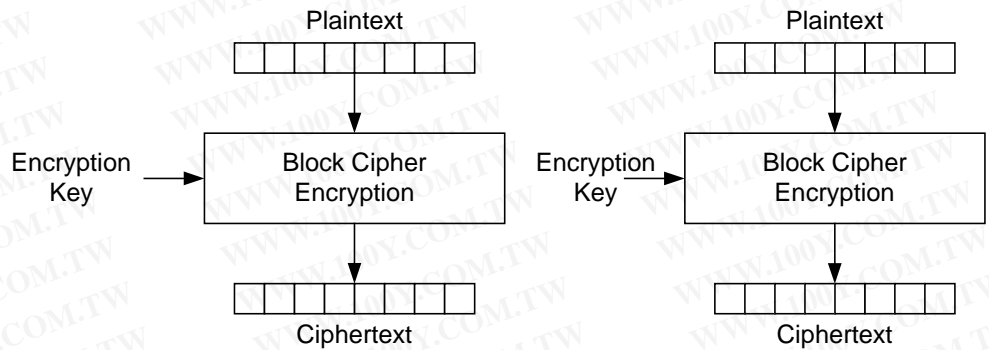 Plaintext
Plaintext
Encryption
Key
Block Cipher
Encryption
Encryption
Key
Block Cipher
Encryption
Ciphertext
Ciphertext
WWW.100Y.COM.TW